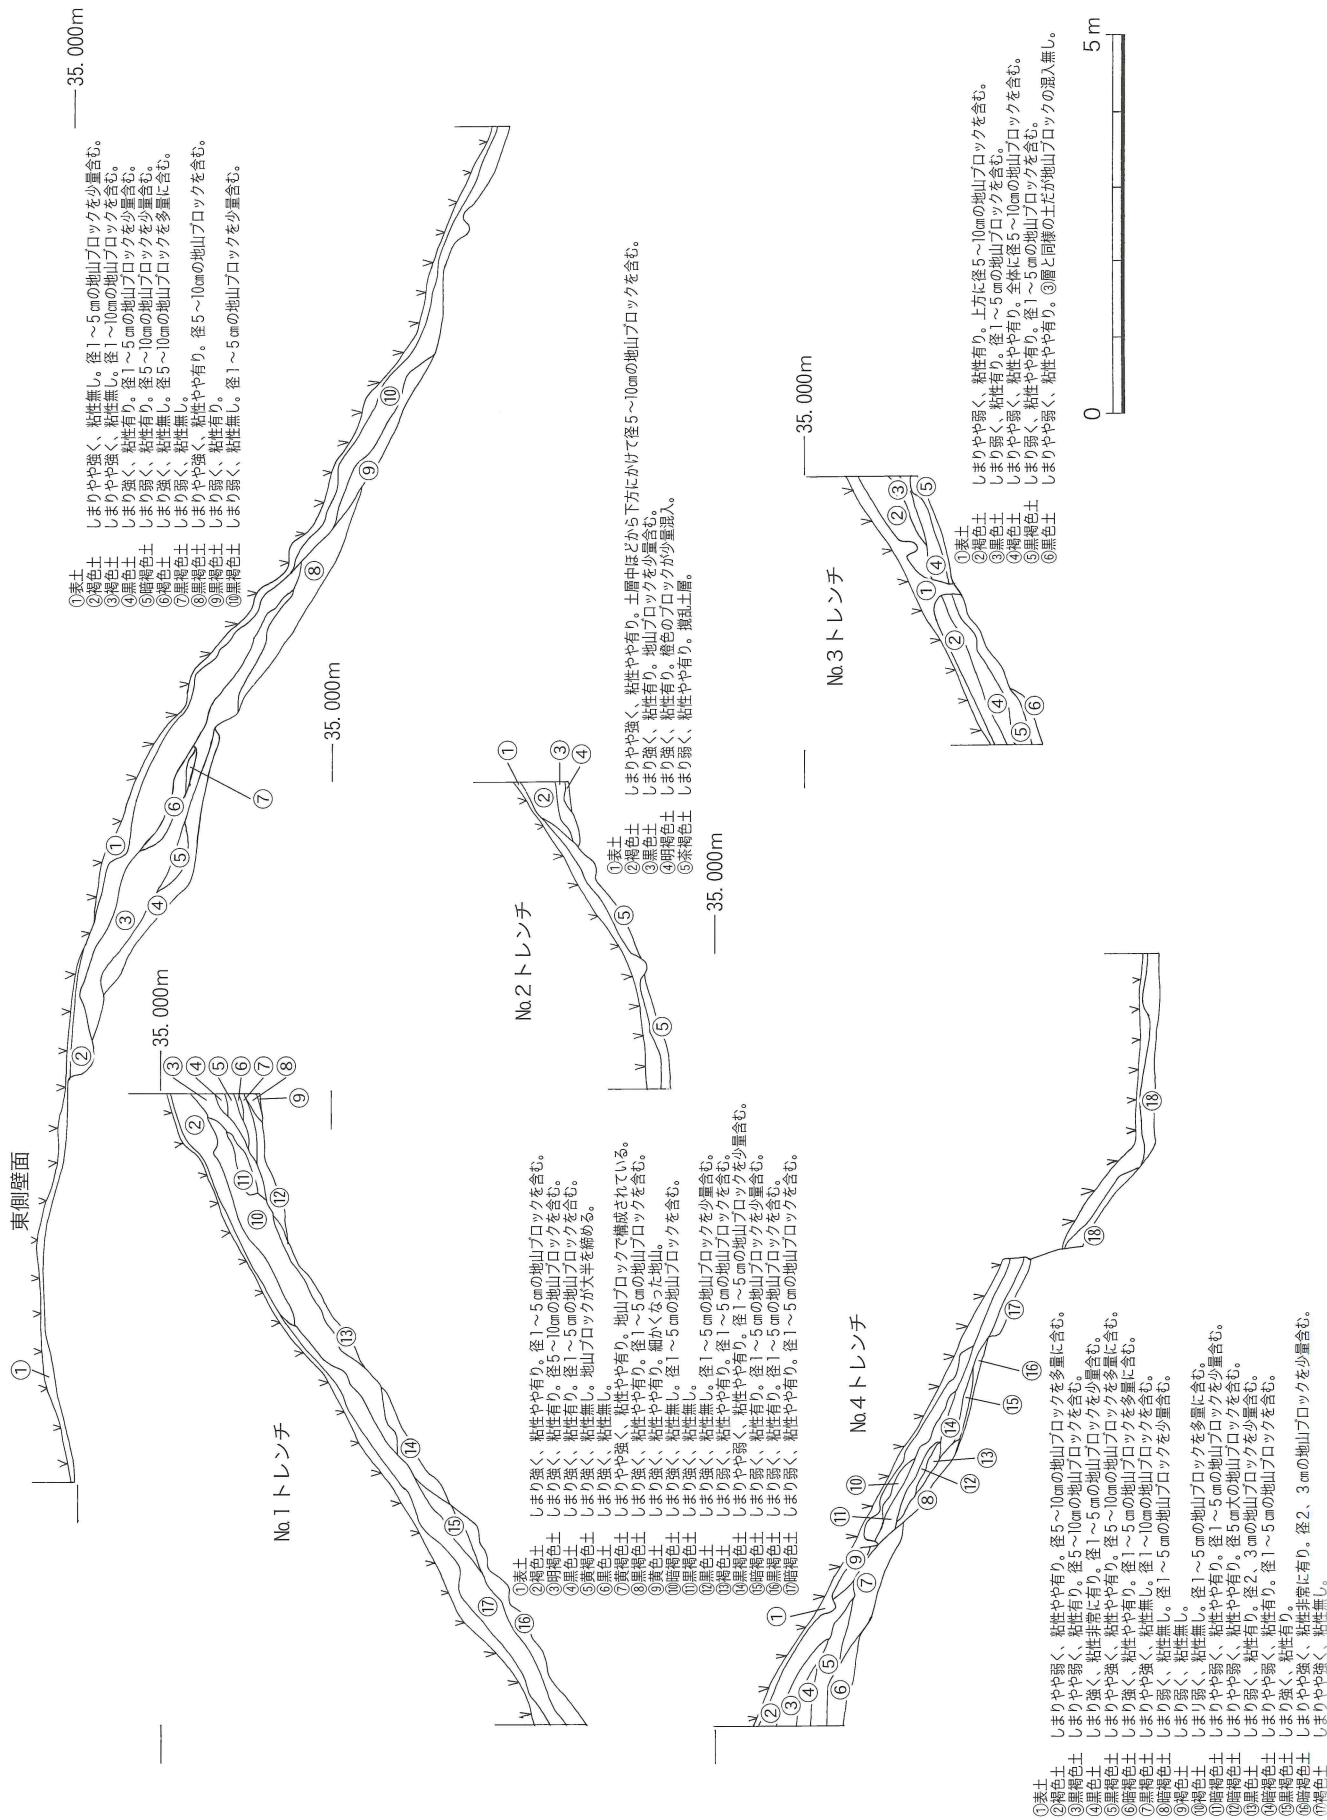 東側壁面
35.000m
①表土
②褐色土 しまりやや強く、粘性無し。径1～5㎝の地山ブロックを少量含む。
③褐色土 しまりやや強く、粘性無し。径1～10㎝の地山ブロックを含む。
④黒色土 しまり強く、粘性有り。径1～5㎝の地山ブロックを少量含む。
⑤暗褐色土 しまり弱く、粘性有り。径5～10㎝の地山ブロックを少量含む。
⑥褐色土 しまり強く、粘性無し。径5～10㎝の地山ブロックを多量に含む。
⑦黒褐色土 しまり弱く、粘性無し。
⑧黒褐色土 しまりやや強く、粘性やや有り。径5～10㎝の地山ブロックを含む。
⑨黒褐色土 しまり弱く、粘性有り。
⑩黒褐色土 しまり弱く、粘性無し。径1～5㎝の地山ブロックを少量含む。
① ② ③ ④ ⑤ ⑥ ⑦ ⑧ ⑨ ⑩
No.1トレンチ
35.000m
② ③ ④ ⑤ ⑥ ⑦ ⑧ ⑨ ⑩ ⑪ ⑫ ⑬ ⑭ ⑮ ⑯ ⑰
①表土
②褐色土 しまり強く、粘性やや有り。径1～5㎝の地山ブロックを含む。
③明褐色土 しまり強く、粘性有り。径5～10㎝の地山ブロックを含む。
④黒色土 しまり強く、粘性有り。径1～5㎝の地山ブロックを含む。
⑤黄褐色土 しまり強く、粘性無し。地山ブロックが大半を締める。
⑥黒色土 しまり強く、粘性無し。
⑦黄褐色土 しまりやや強く、粘性やや有り。地山ブロックで構成されている。
⑧黒褐色土 しまり強く、粘性やや有り。径1～5㎝の地山ブロックを含む。
⑨黄色土 しまり強く、粘性やや有り。細かくなった地山。
⑩暗褐色土 しまり強く、粘性無し。径1～5㎝の地山ブロックを含む。
⑪黒褐色土 しまり強く、粘性無し。
⑫黒色土 しまり強く、粘性無し。径1～5㎝の地山ブロックを少量含む。
⑬褐色土 しまり弱く、粘性やや有り。径1～5㎝の地山ブロックを含む。
⑭黒褐色土 しまりやや弱く、粘性やや有り。径1～5㎝の地山ブロックを少量含む。
⑮暗褐色土 しまり弱く、粘性有り。径1～5㎝の地山ブロックを少量含む。
⑯黒褐色土 しまり弱く、粘性有り。径1～5㎝の地山ブロックを含む。
⑰暗褐色土 しまり弱く、粘性やや有り。径1～5㎝の地山ブロックを含む。
No.2トレンチ
35.000m
① ② ③ ④ ⑤ ⑤
①表土
②褐色土 しまりやや強く、粘性やや有り。土層中ほどから下方にかけて径5～10㎝の地山ブロックを含む。
③黒色土 しまり強く、粘性有り。地山ブロックを少量含む。
④明褐色土 しまり強く、粘性有り。橙色のブロックが少量混入。
⑤茶褐色土 しまり弱く、粘性やや有り。撹乱土層。
No.3トレンチ
35.000m
① ② ③ ④ ⑤ ② ④ ⑤ ⑥
①表土
②褐色土 しまりやや弱く、粘性有り。上方に径5～10㎝の地山ブロックを含む。
③黒色土 しまり弱く、粘性有り。径1～5㎝の地山ブロックを含む。
④褐色土 しまりやや弱く、粘性やや有り。全体に径5～10㎝の地山ブロックを含む。
⑤黒褐色土 しまり弱く、粘性やや有り。径1～5㎝の地山ブロックを含む。
⑥黒色土 しまりやや弱く、粘性やや有り。③層と同様の土だが地山ブロックの混入無し。
No.4トレンチ
35.000m
① ② ③ ④ ⑤ ⑥ ⑦ ⑧ ⑨ ⑩ ⑪ ⑫ ⑬ ⑭ ⑮ ⑯ ⑰ ⑱ ⑱
①表土
②褐色土 しまりやや弱く、粘性やや有り。径5～10㎝の地山ブロックを多量に含む。
③黒褐色土 しまりやや弱く、粘性有り。径5～10㎝の地山ブロックを含む。
④黒色土 しまり強く、粘性非常に有り。径1～5㎝の地山ブロックを少量含む。
⑤黒褐色土 しまりやや強く、粘性やや有り。径5～10㎝の地山ブロックを多量に含む。
⑥暗褐色土 しまり強く、粘性やや有り。径1～5㎝の地山ブロックを多量に含む。
⑦黒褐色土 しまりやや強く、粘性無し。径1～10㎝の地山ブロックを含む。
⑧暗褐色土 しまり弱く、粘性無し。径1～5㎝の地山ブロックを少量含む。
⑨褐色土 しまり弱く、粘性無し。
⑩褐色土 しまり弱く、粘性無し。径1～5㎝の地山ブロックを多量に含む。
⑪暗褐色土 しまりやや弱く、粘性やや有り。径1～5㎝の地山ブロックを少量含む。
⑫暗褐色土 しまりやや弱く、粘性やや有り。径5㎝大の地山ブロックを含む。
⑬黒色土 しまり弱く、粘性有り。径2、3㎝の地山ブロックを少量含む。
⑭暗褐色土 しまりやや弱く、粘性有り。径1～5㎝の地山ブロックを含む。
⑮黒褐色土 しまり強く、粘性有り。
⑯暗褐色土 しまりやや強く、粘性非常に有り。径2、3㎝の地山ブロックを少量含む。
⑰褐色土 しまりやや強く、粘性無し。
0 5m